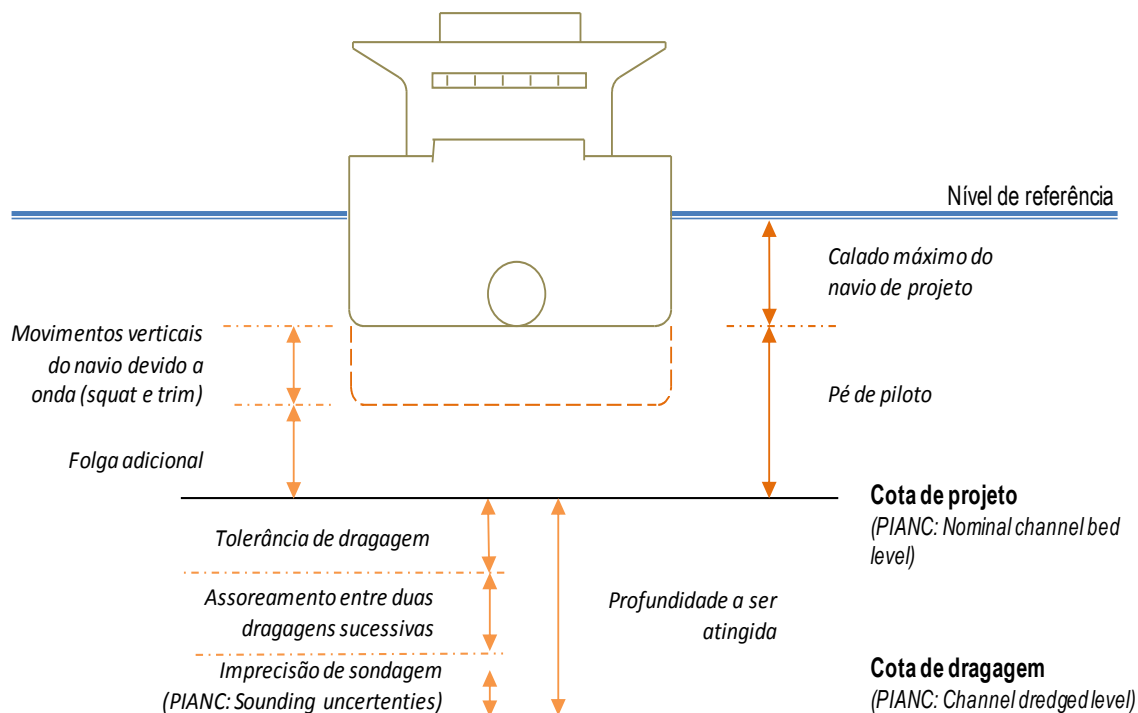 Nível de referência
Calado máximo do
navio de projeto
Movimentos verticais
do navio devido a
onda (squat e trim)
Pé de piloto
Folga adicional
Cota de projeto
(PIANC: Nominal channel bed
level)
Tolerância de dragagem
Assoreamento entre duas
dragagens sucessivas
Profundidade a ser
atingida
Imprecisão de sondagem
(PIANC: Sounding uncertenties)
Cota de dragagem
(PIANC: Channel dredged level)